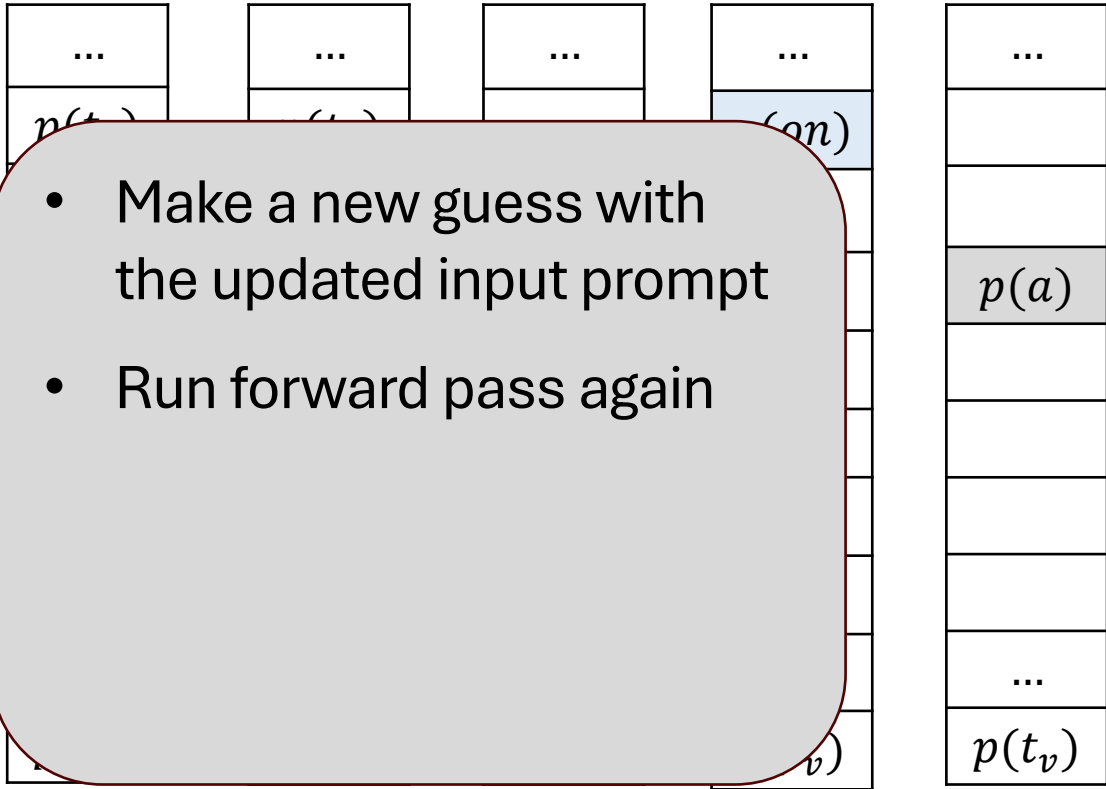 ... ... ... ... ...
• Make a new guess with
the updated input prompt
p(a)
• Run forward pass again
...
p(t_v)